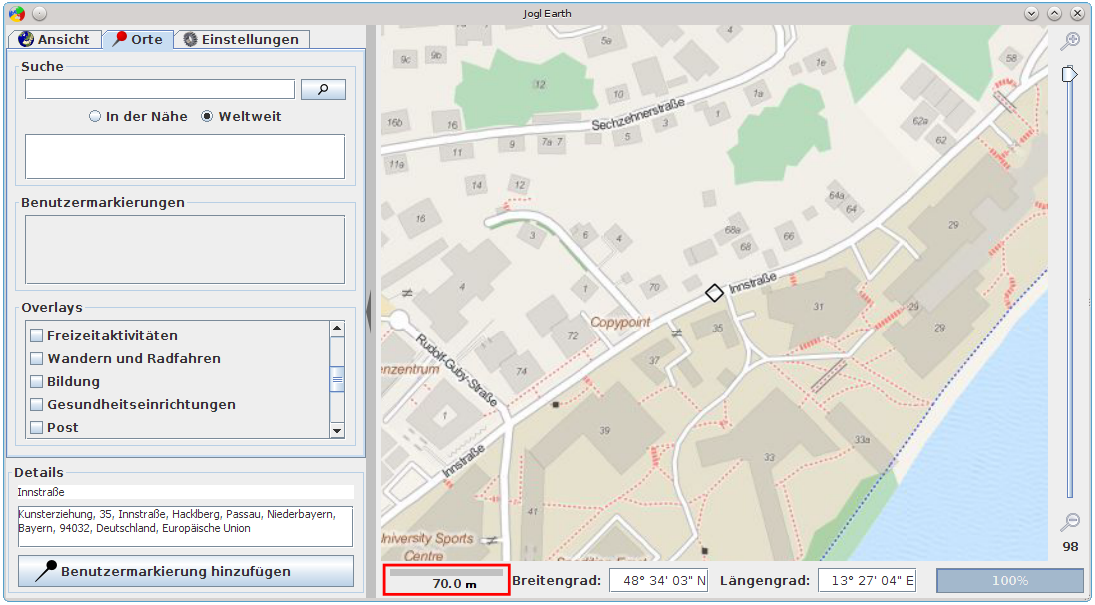 Jogl Earth
Ansicht
Orte
Einstellungen
Suche
In der Nähe
Weltweit
Benutzermarkierungen
Overlays
Freizeitaktivitäten
Wandern und Radfahren
Bildung
Gesundheitseinrichtungen
Post
Details
Innstraße
Kunsterziehung, 35, Innstraße, Hacklberg, Passau, Niederbayern,
Bayern, 94032, Deutschland, Europäische Union
Benutzermarkierung hinzufügen
5a
4
9c
9b
1e
58
12
10
1a
Sechzehnerstraße
3
1
16b
16
5
62a
62
9
7a 7
11
11a
14
12
64a
64
16
29
3
6
4
68a
68
66
4
1
70
Innstraße
31
29
Copypoint
35
29
72
Rudolf-Guby-Straße
37
nzentrum
74
1
39
33a
33
Innstraße
41
niversity Sports
Centre
70.0 m
Breitengrad:
48° 34' 03" N
Längengrad:
13° 27' 04" E
100%
98